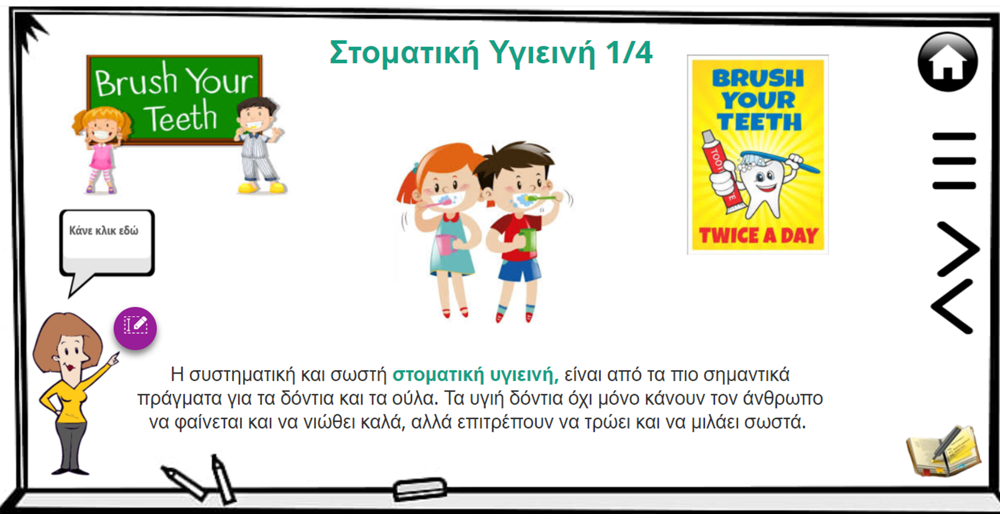 Στοματική Υγιεινή 1/4
Brush Your
Teeth
BRUSH
YOUR
TEETH
TWICE A DAY
Κάνε κλικ εδώ
Η συστηματική και σωστή στοματική υγιεινή, είναι από τα πιο σημαντικά
πράγματα για τα δόντια και τα ούλα. Τα υγιή δόντια όχι μόνο κάνουν τον άνθρωπο
να φαίνεται και να νιώθει καλά, αλλά επιτρέπουν να τρώει και να μιλάει σωστά.